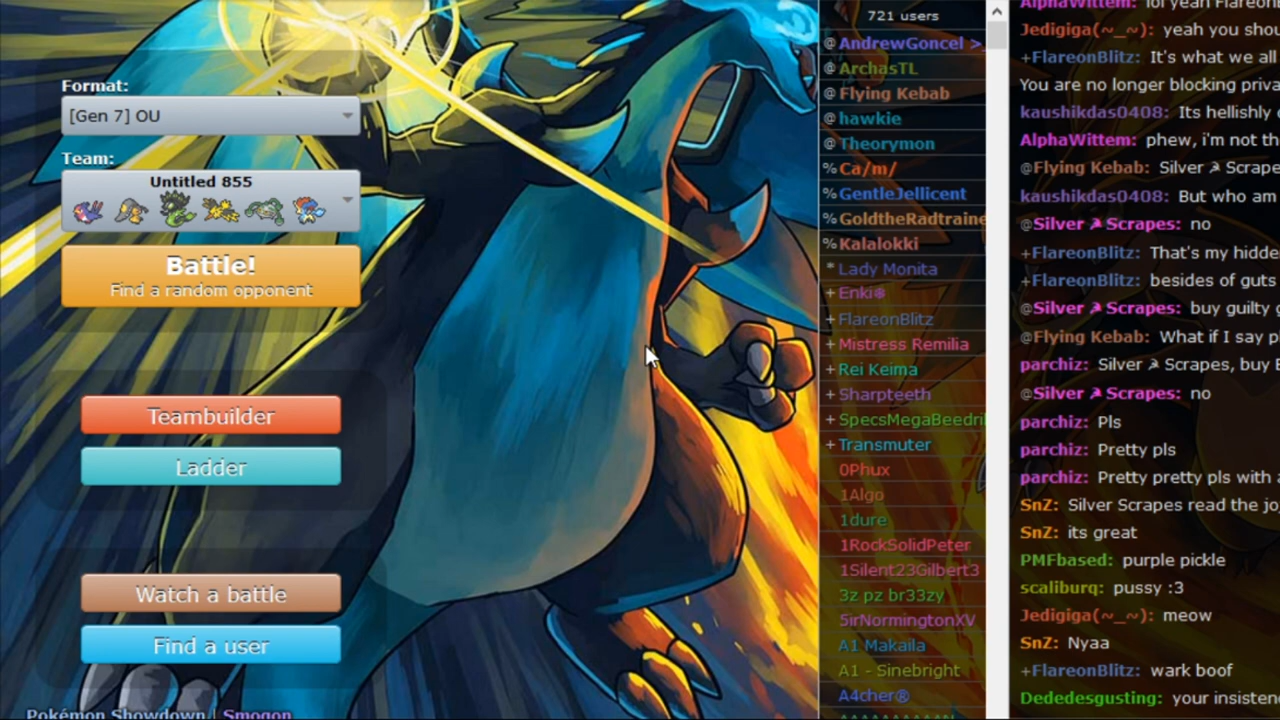 Format:
[Gen 7] OU
Team:
Untitled 855
Battle!
Find a random opponent
Teambuilder
Ladder
Watch a battle
Find a user
Pokémon Showdown | Smogon
721 users
@ AndrewGoncel >
@ ArchasTL
@ Flying Kebab
@ hawkie
@ Theorymon
% Ca/m/
% GentleJellicent
% GoldtheRadtraine
% Kalalokki
* Lady Monita
+ Enki❄
+ FlareonBlitz
+ Mistress Remilia
+ Rei Keima
+ Sharpteeth
+ SpecsMegaBeedri
+ Transmuter
0Phux
1Algo
1dure
1RockSolidPeter
1Silent23Gilbert3
3z pz br33zy
5irNormingtonXV
A1 Makaila
A1 - Sinebright
A4cher®
AlphaWittem: lol yeah Flareon
Jedigiga(~_~): yeah you shou
+FlareonBlitz: It's what we all
You are no longer blocking priva
kaushikdas0408: Its hellishly
AlphaWittem: phew, i'm not th
@Flying Kebab: Silver ☭ Scrape
kaushikdas0408: But who am
@Silver ☭ Scrapes: no
+FlareonBlitz: That's my hidde
+FlareonBlitz: besides of guts
@Silver ☭ Scrapes: buy guilty g
@Flying Kebab: What if I say p
parchiz: Silver ☭ Scrapes, buy
@Silver ☭ Scrapes: no
parchiz: Pls
parchiz: Pretty pls
parchiz: Pretty pretty pls with a
SnZ: Silver Scrapes read the jo
SnZ: its great
PMFbased: purple pickle
scaliburq: pussy :3
Jedigiga(~_~): meow
SnZ: Nyaa
+FlareonBlitz: wark boof
Dededesgusting: your insisten